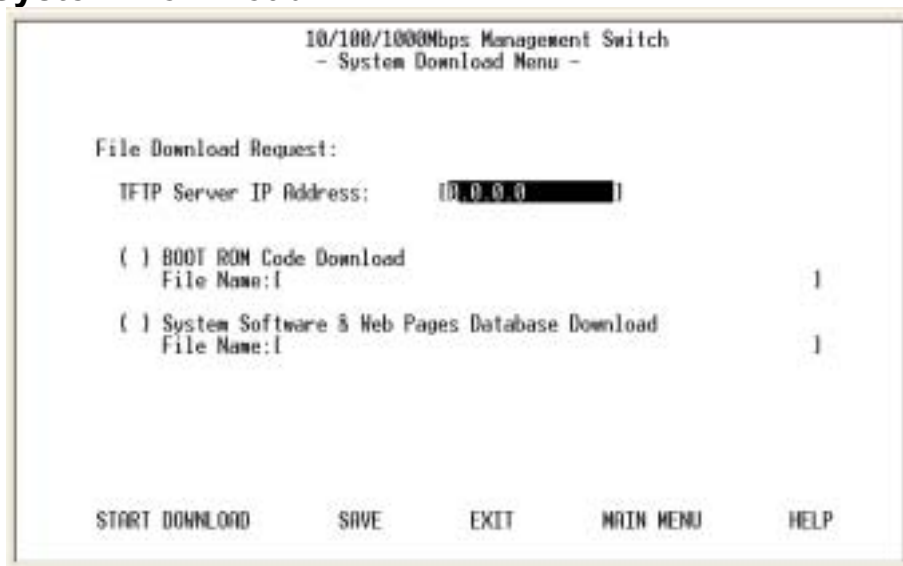 10/100/1000Mbps Management Switch
- System Download Menu -
File Download Request:
TFTP Server IP Address: [0.0.0.0 ]
( ) BOOT ROM Code Download
File Name:[ ]
( ) System Software & Web Pages Database Download
File Name:[ ]
START DOWNLOAD SAVE EXIT MAIN MENU HELP